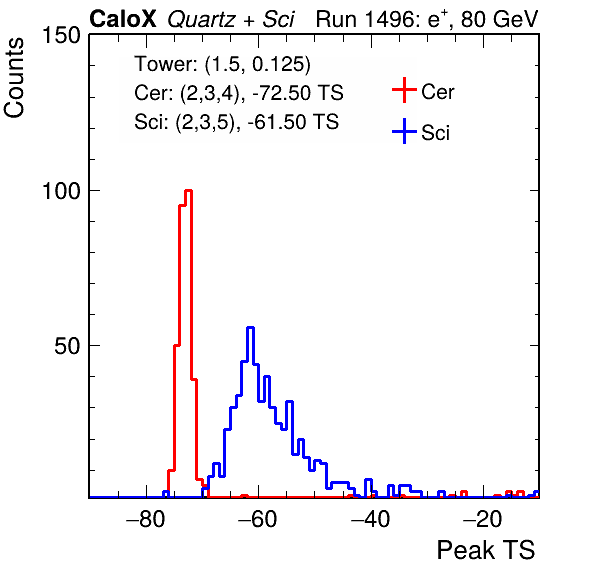 CaloX Quartz + Sci Run 1496: e⁺, 80 GeV
Counts
150
Tower: (1.5, 0.125)
Cer: (2,3,4), -72.50 TS
Sci: (2,3,5), -61.50 TS
Cer
Sci
100
50
−80 −60 −40 −20
Peak TS